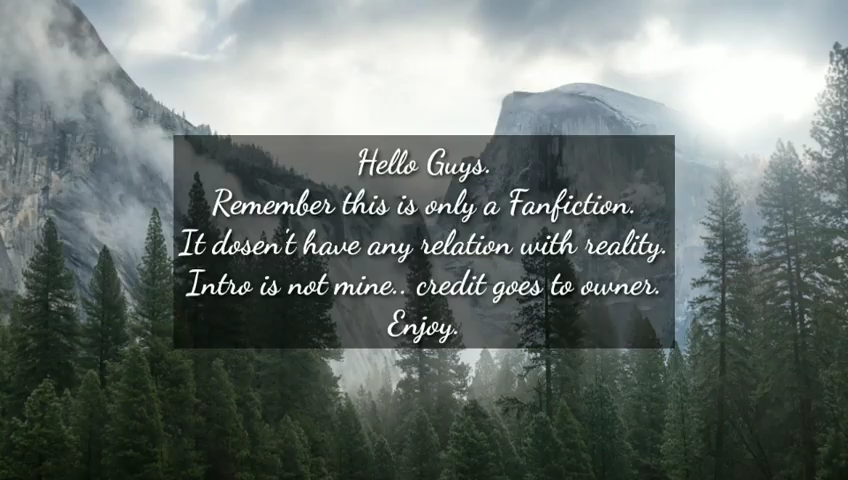 Hello Guys.
Remember this is only a Fanfiction.
It dosen't have any relation with reality.
Intro is not mine.. credit goes to owner.
Enjoy.